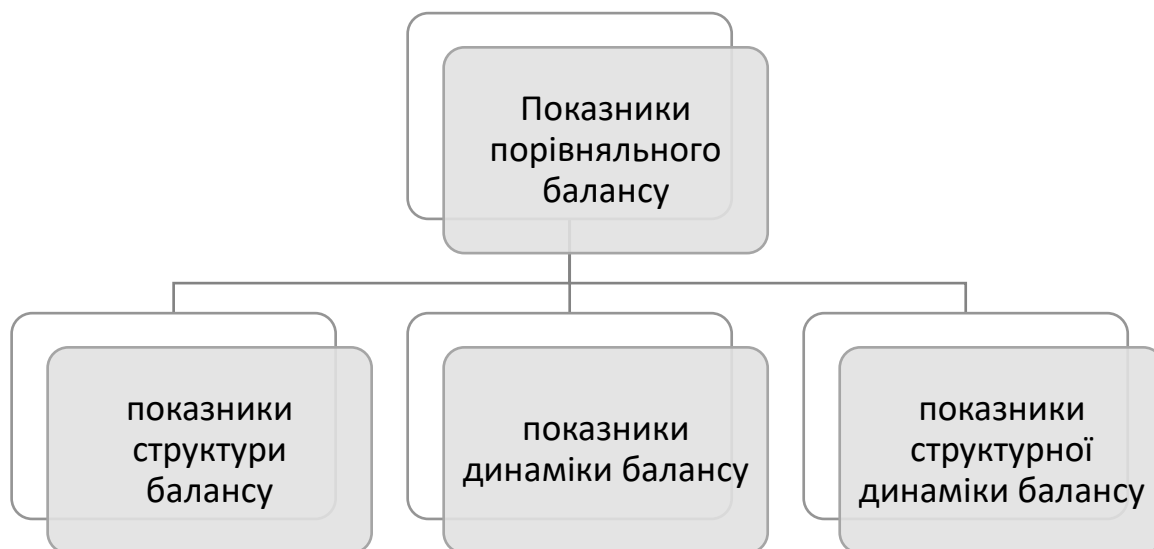 Показники
порівняльного
балансу
показники
структури
балансу
показники
динаміки балансу
показники
структурної
динаміки балансу